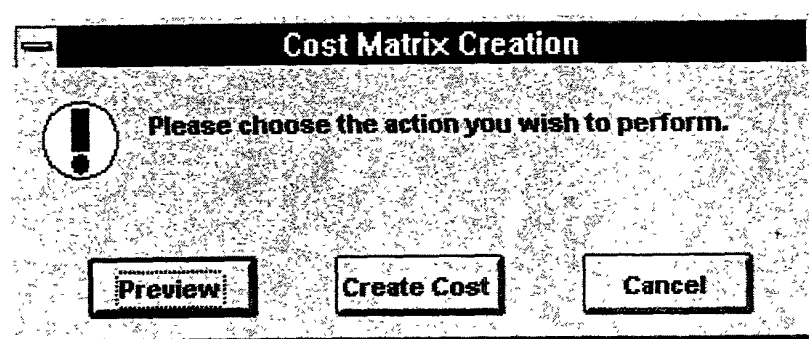 Cost Matrix Creation
Please choose the action you wish to perform.
Preview
Create Cost
Cancel